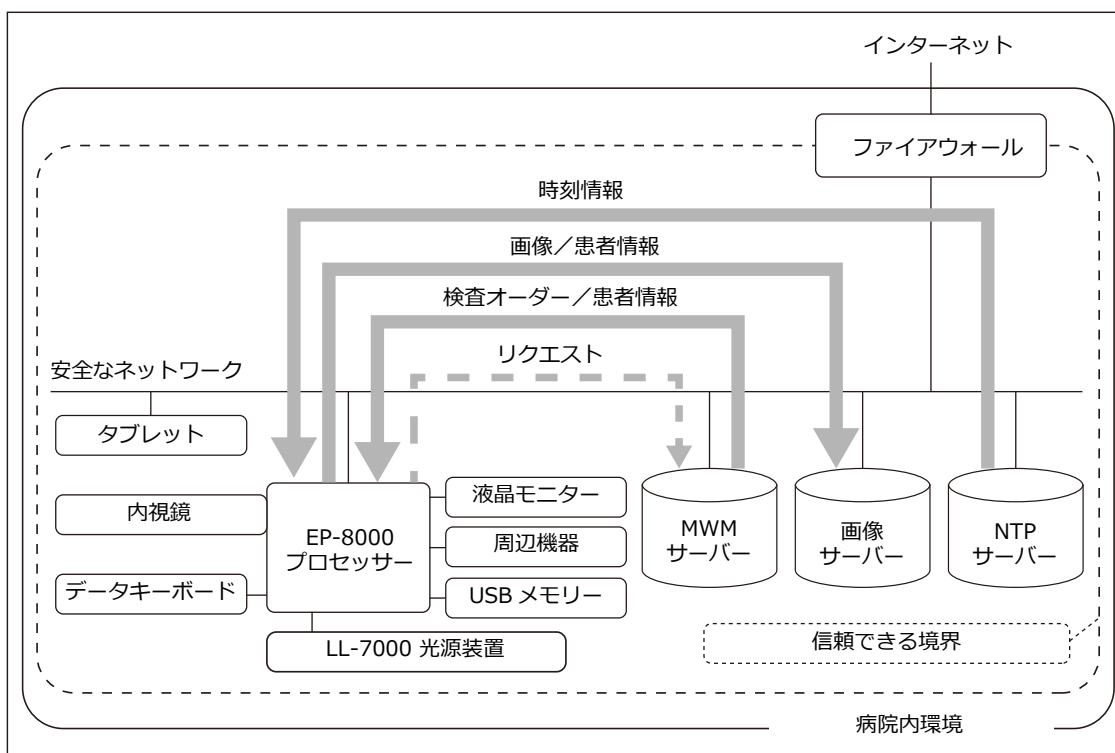 インターネット
ファイアウォール
時刻情報
画像／患者情報
検査オーダー／患者情報
リクエスト
安全なネットワーク
タブレット
内視鏡
データキーボード
EP-8000
プロセッサー
液晶モニター
周辺機器
USB メモリー
LL-7000 光源装置
MWM
サーバー
画像
サーバー
NTP
サーバー
信頼できる境界
病院内環境